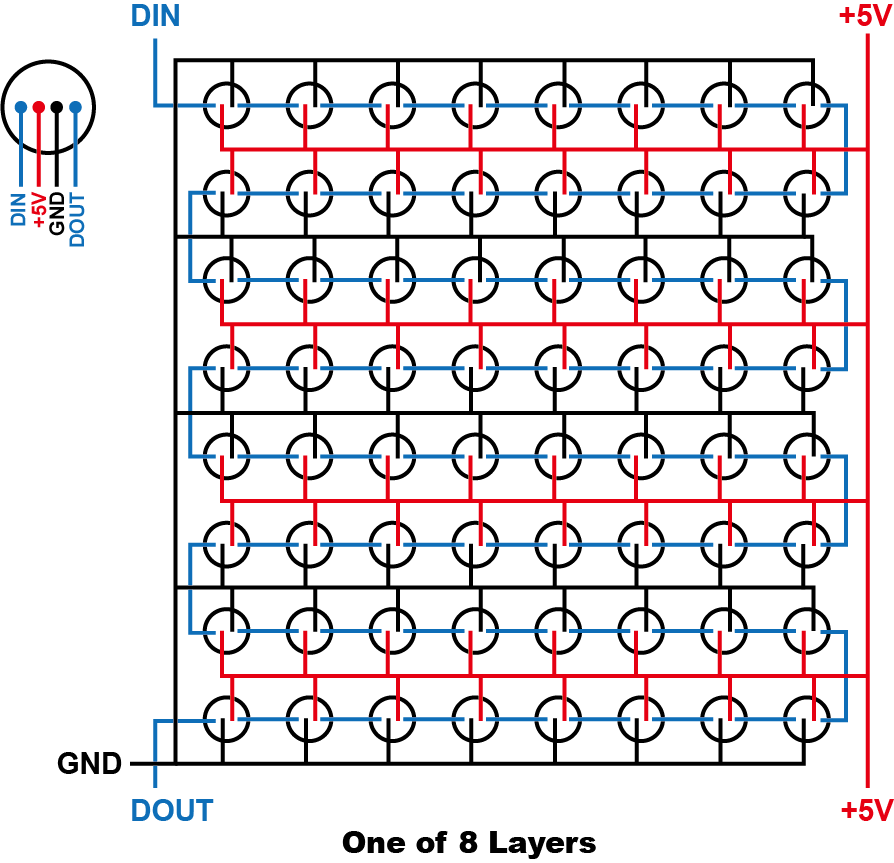 DIN
+5V
DIN
+5V
GND
DOUT
GND
DOUT
+5V
One of 8 Layers